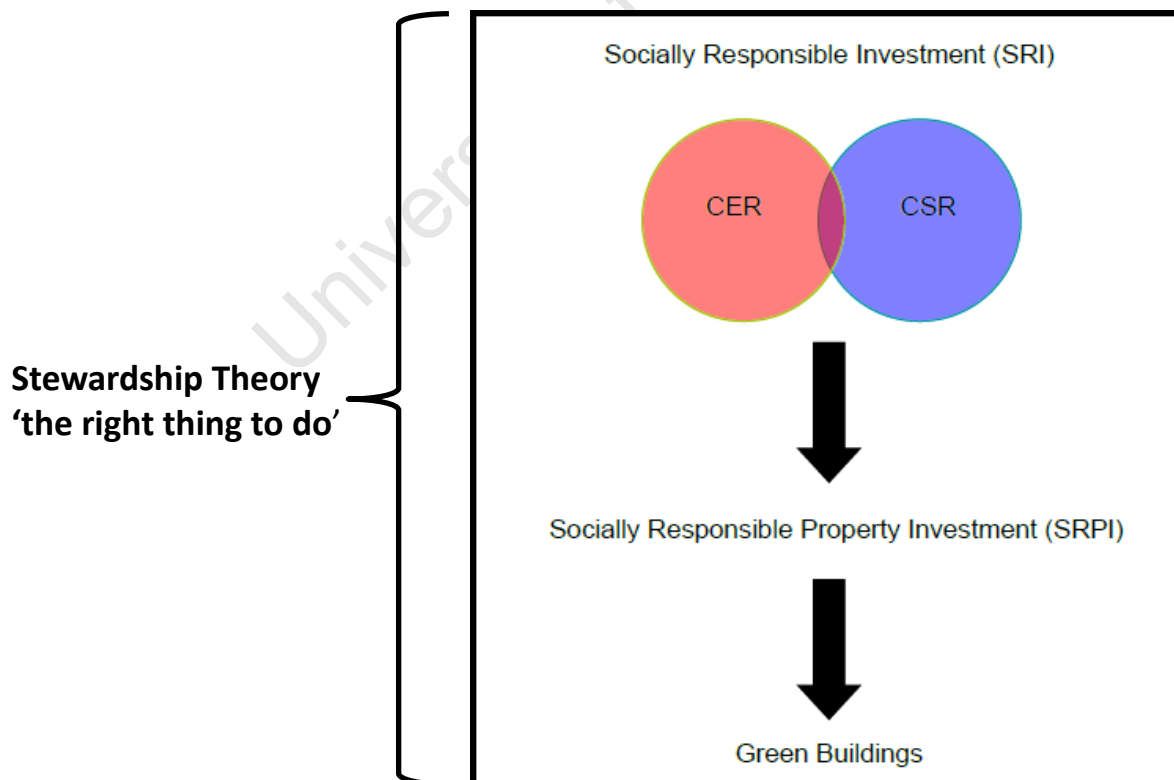 Socially Responsible Investment (SRI)
CER
CSR
Stewardship Theory
‘the right thing to do’
Socially Responsible Property Investment (SRPI)
Green Buildings